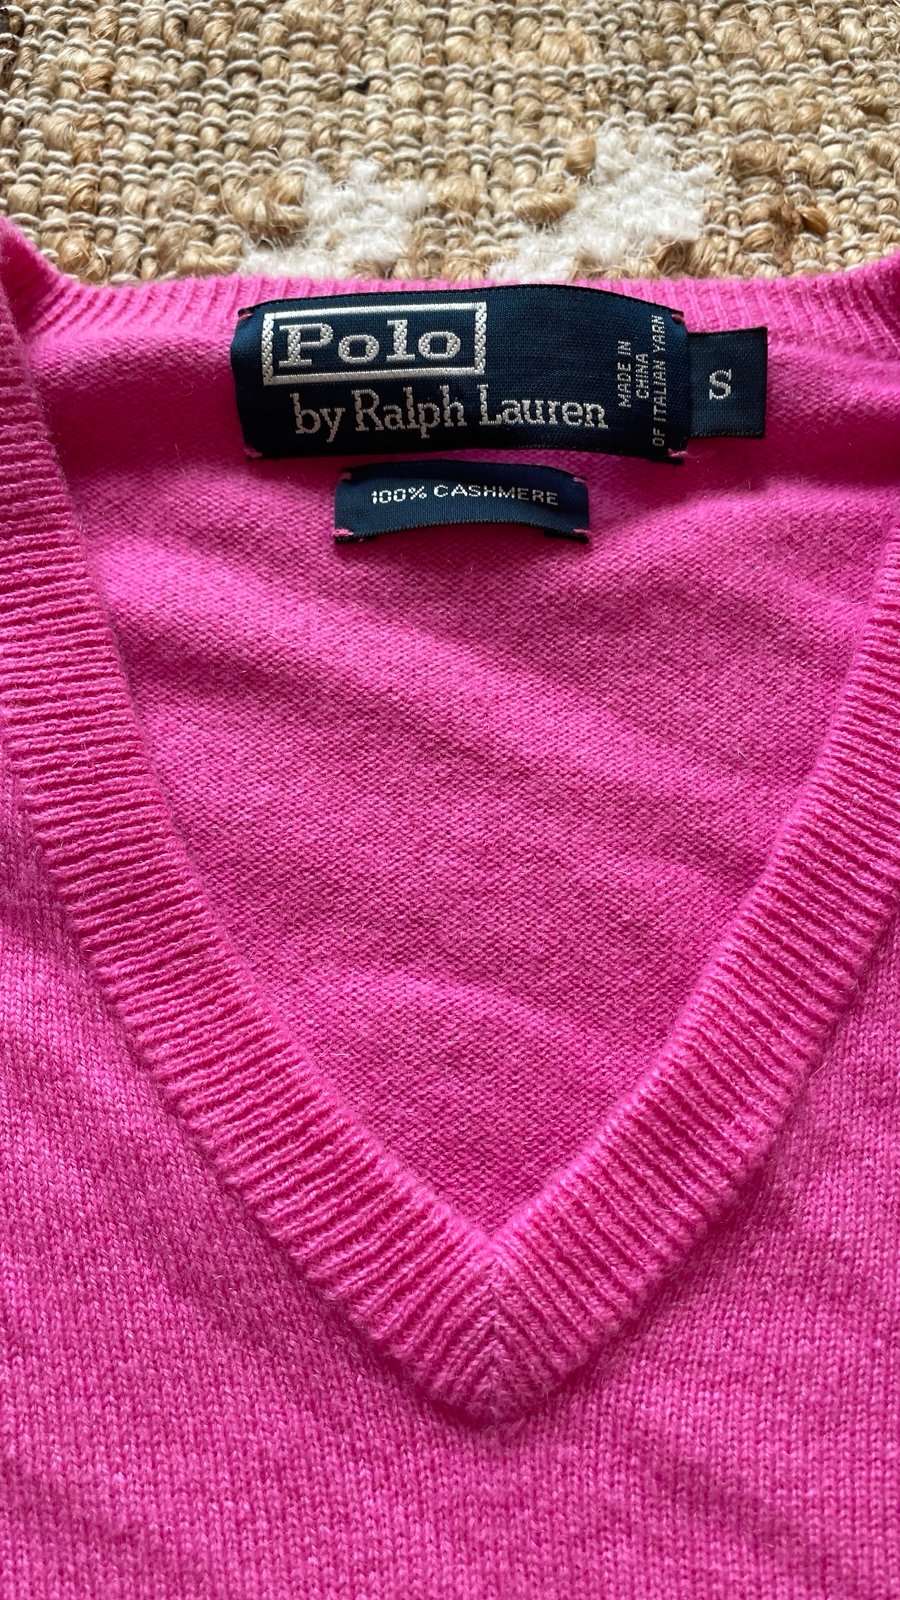 Polo
by Ralph Lauren
MADE IN
CHINA
OF ITALIAN YARN
S
100% CASHMERE